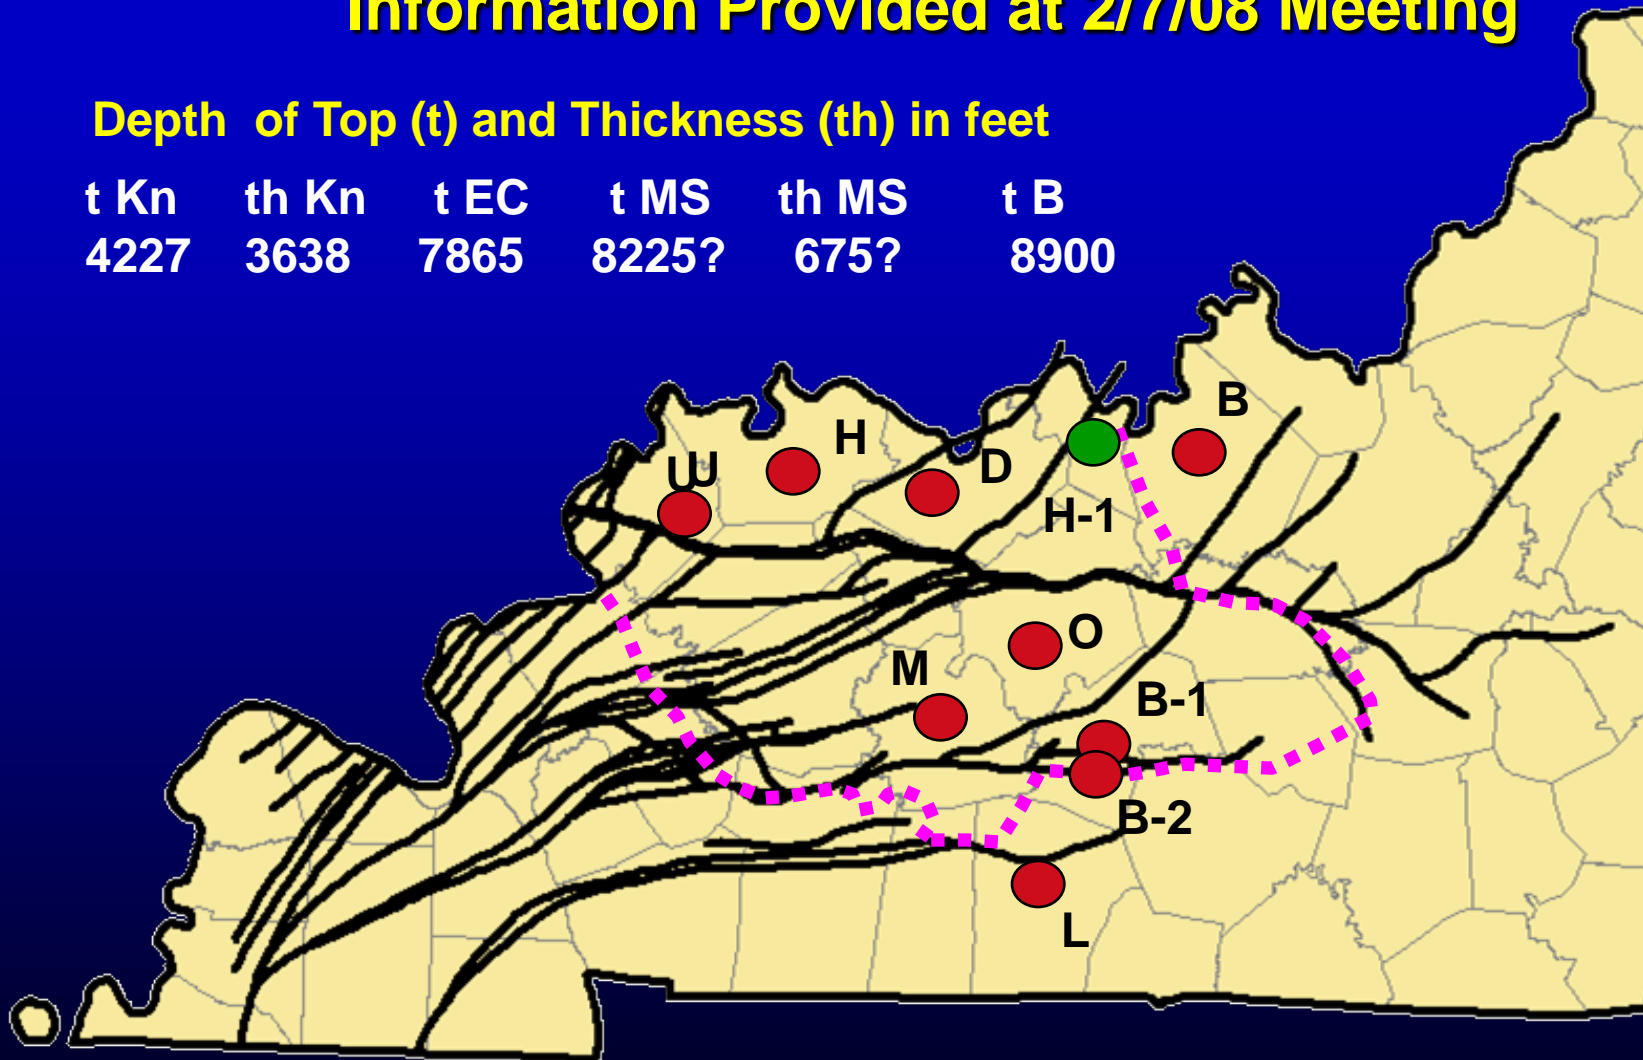 Information Provided at 2/7/08 Meeting
Depth of Top (t) and Thickness (th) in feet
t Kn th Kn t EC t MS th MS t B
4227 3638 7865 8225? 675? 8900
B
H
D
U
U
H-1
O
M
B-1
B-2
L